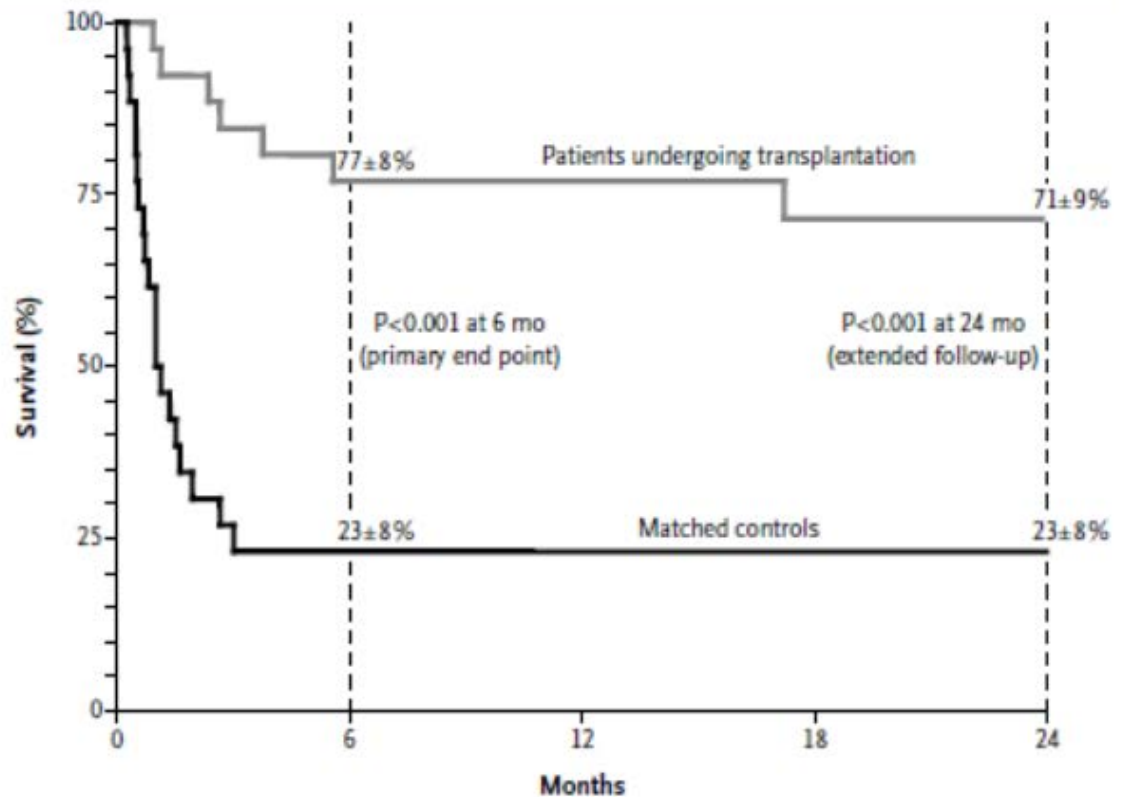 100
75
50
25
0
Survival (%)
77±8%
Patients undergoing transplantation
71±9%
P<0.001 at 6 mo
(primary end point)
P<0.001 at 24 mo
(extended follow-up)
23±8%
Matched controls
23±8%
0
6
12
18
24
Months